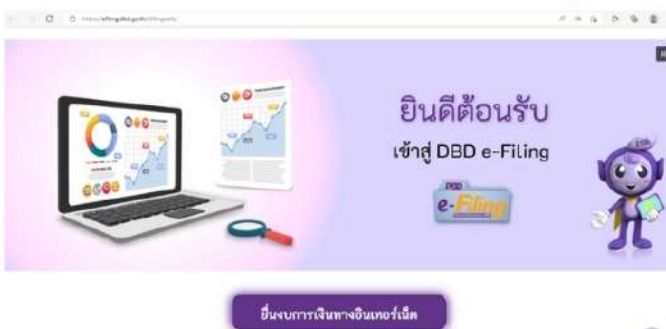 ยินดีต้อนรับ
เข้าสู่ DBD e-Filing
DBD
e-Filing
ยื่นงบการเงินทางอินเทอร์เน็ต